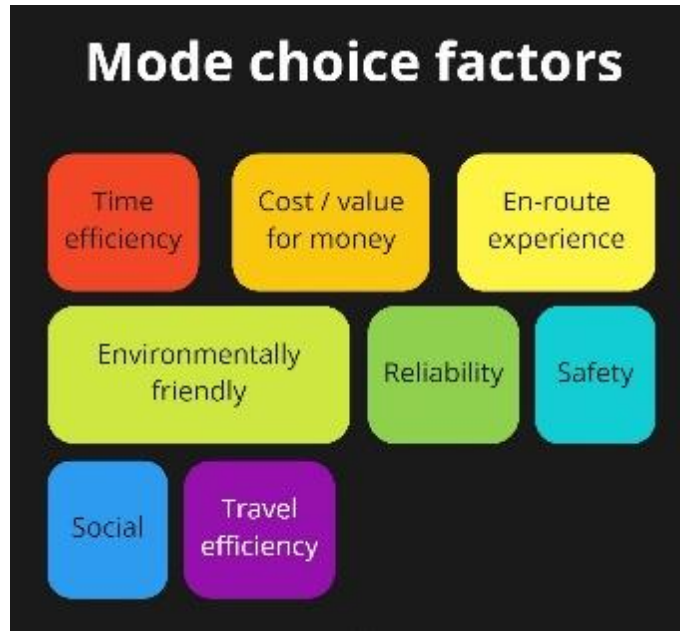 Mode choice factors
Time
efficiency
Cost / value
for money
En-route
experience
Environmentally
friendly
Reliability
Safety
Social
Travel
efficiency